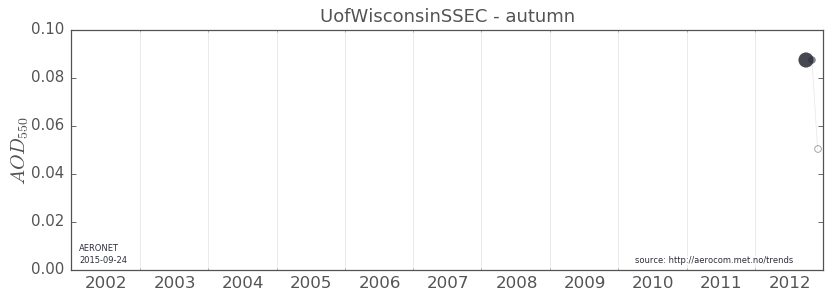 UofWisconsinSSEC - autumn
0.10
0.08
0.06
0.04
0.02
0.00
AOD550
AERONET
2015-09-24
source: http://aerocom.met.no/trends
2002 2003 2004 2005 2006 2007 2008 2009 2010 2011 2012